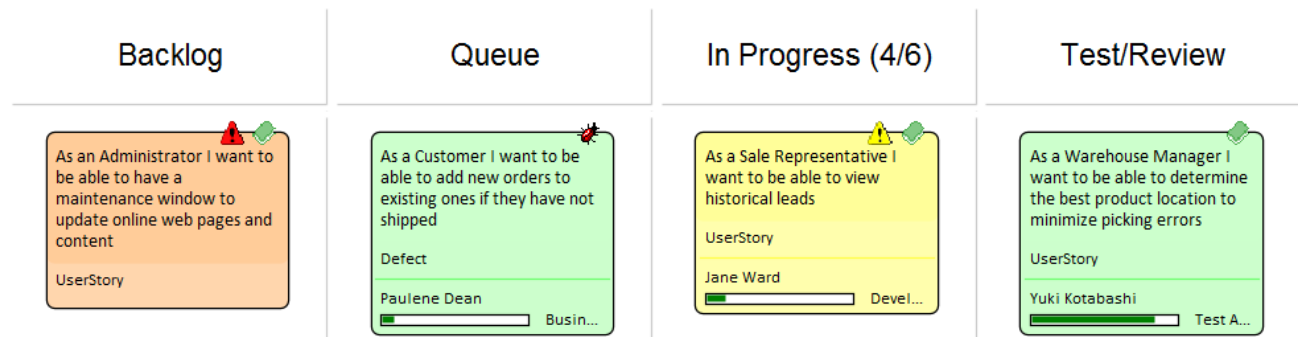 Backlog
Queue
In Progress (4/6)
Test/Review
As an Administrator I want to
be able to have a
maintenance window to
update online web pages and
content
UserStory
As a Customer I want to be
able to add new orders to
existing ones if they have not
shipped
Defect
Paulene Dean
Busin...
As a Sale Representative I
want to be able to view
historical leads
UserStory
Jane Ward
Devel...
As a Warehouse Manager I
want to be able to determine
the best product location to
minimize picking errors
UserStory
Yuki Kotabashi
Test A...